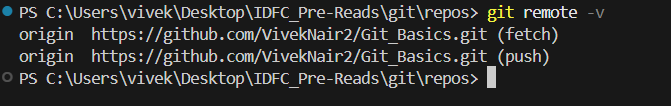 PS C:\Users\vivek\Desktop\IDFC_Pre-Reads\git\repos> git remote -v
origin  https://github.com/VivekNair2/Git_Basics.git (fetch)
origin  https://github.com/VivekNair2/Git_Basics.git (push)
PS C:\Users\vivek\Desktop\IDFC_Pre-Reads\git\repos>